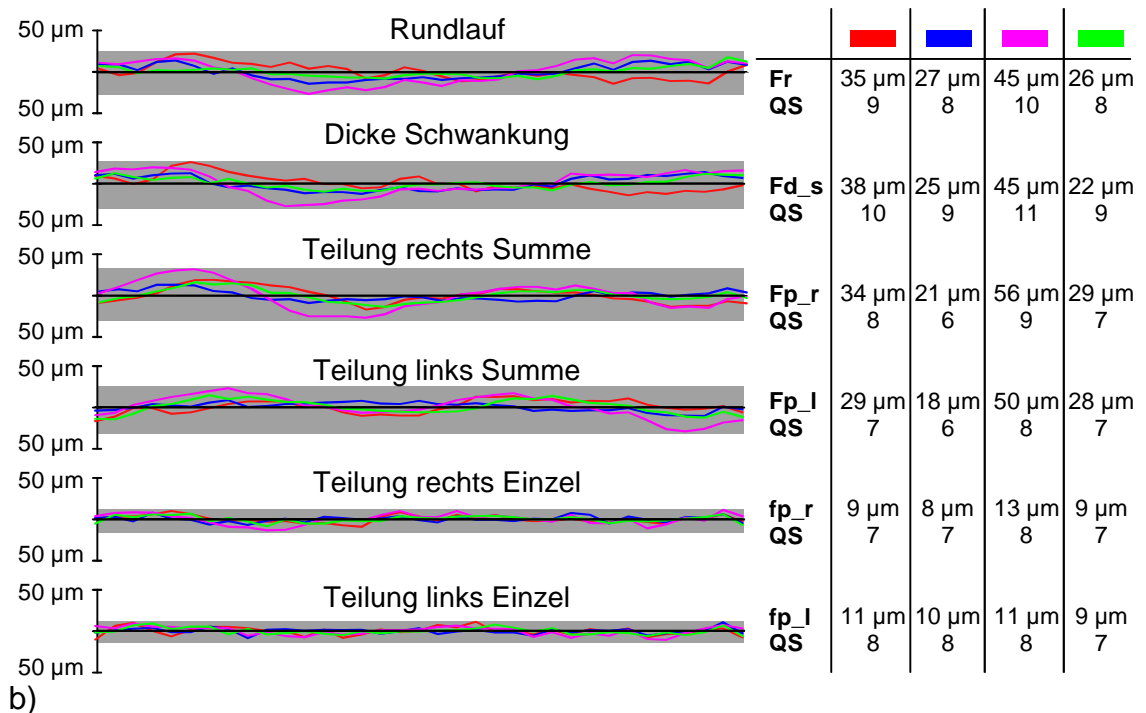 50 µm
Rundlauf
50 µm
Fr 35 µm 27 µm 45 µm 26 µm
QS 9 8 10 8
50 µm
Dicke Schwankung
50 µm
Fd_s 38 µm 25 µm 45 µm 22 µm
QS 10 9 11 9
50 µm
Teilung rechts Summe
50 µm
Fp_r 34 µm 21 µm 56 µm 29 µm
QS 8 6 9 7
50 µm
Teilung links Summe
50 µm
Fp_l 29 µm 18 µm 50 µm 28 µm
QS 7 6 8 7
50 µm
Teilung rechts Einzel
50 µm
fp_r 9 µm 8 µm 13 µm 9 µm
QS 7 7 8 7
50 µm
Teilung links Einzel
50 µm
fp_l 11 µm 10 µm 11 µm 9 µm
QS 8 8 8 7
b)